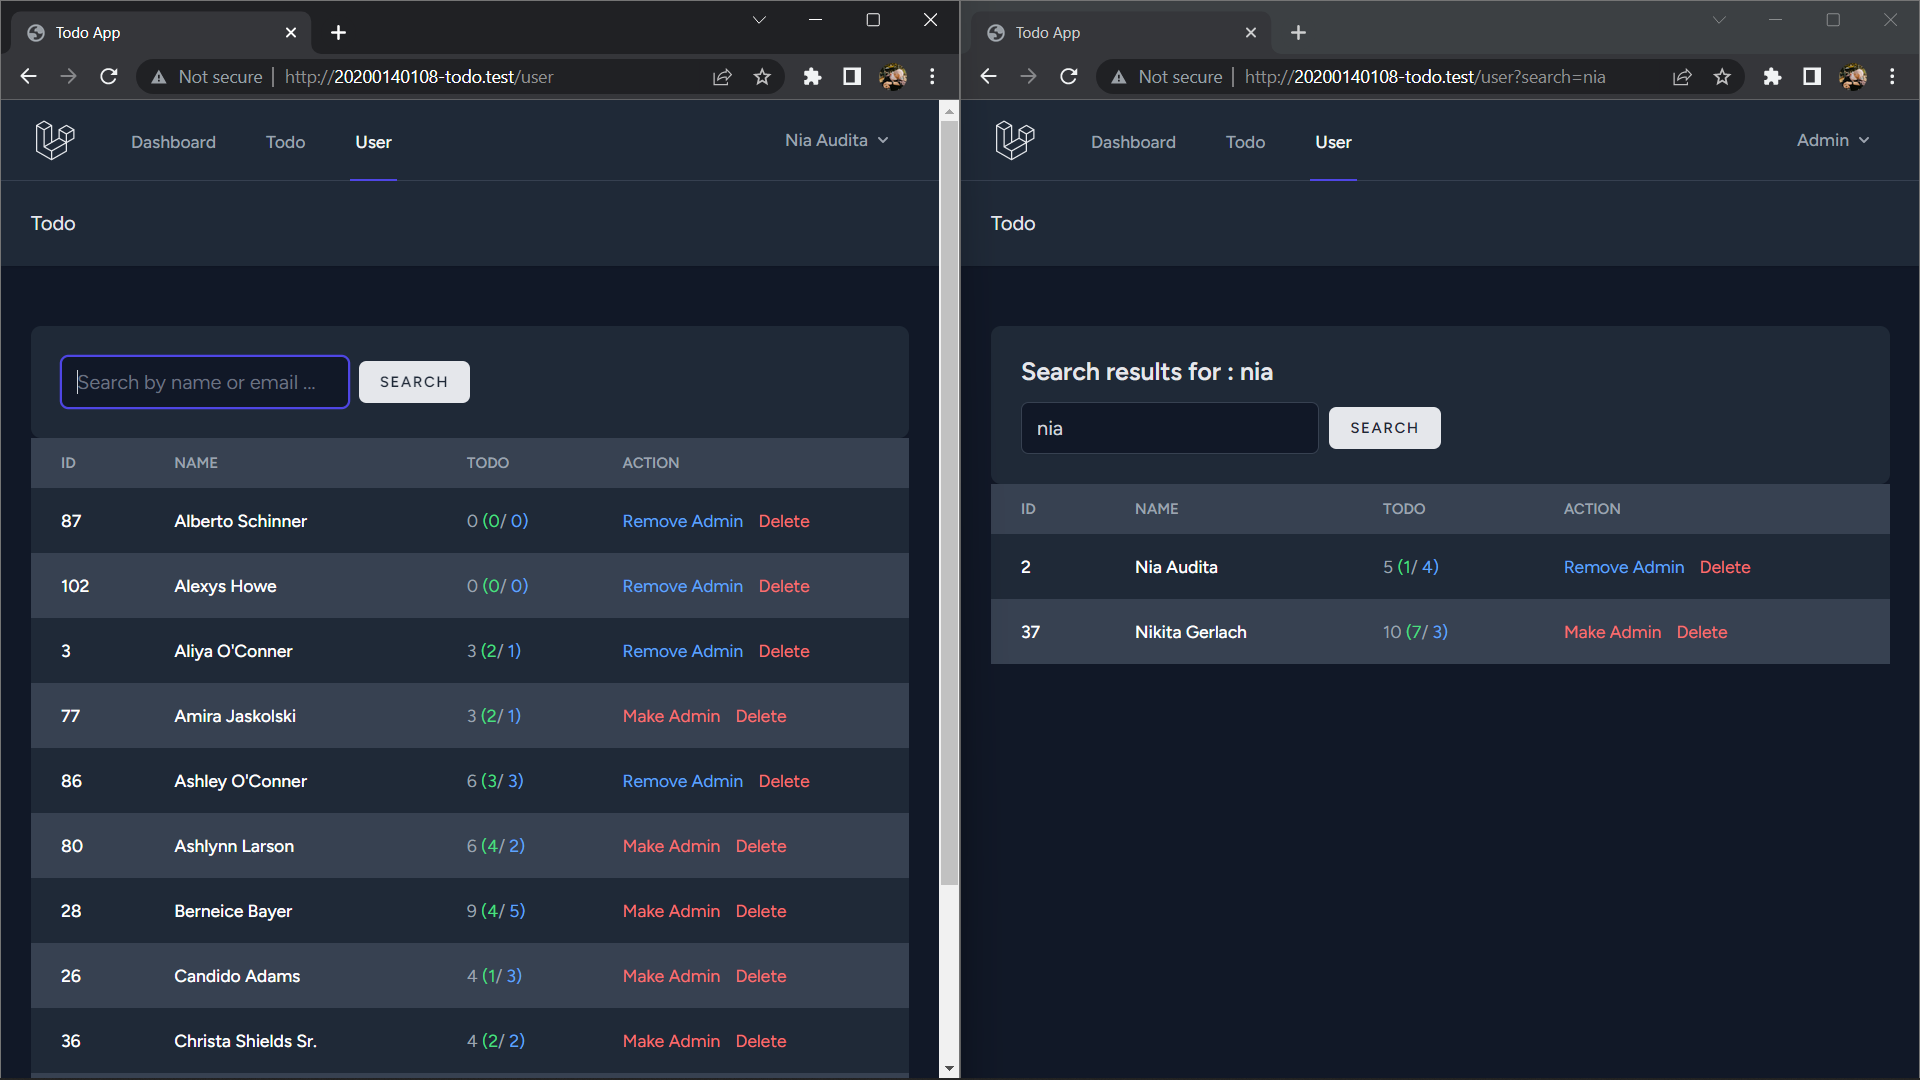 Todo App
Not secure | http://20200140108-todo.test/user
Dashboard Todo User Nia Audita
Todo
Search by name or email ... SEARCH
ID NAME TODO ACTION
87 Alberto Schinner 0 (0/ 0) Remove Admin Delete
102 Alexys Howe 0 (0/ 0) Remove Admin Delete
3 Aliya O'Conner 3 (2/ 1) Remove Admin Delete
77 Amira Jaskolski 3 (2/ 1) Make Admin Delete
86 Ashley O'Conner 6 (3/ 3) Remove Admin Delete
80 Ashlynn Larson 6 (4/ 2) Make Admin Delete
28 Berneice Bayer 9 (4/ 5) Make Admin Delete
26 Candido Adams 4 (1/ 3) Make Admin Delete
36 Christa Shields Sr. 4 (2/ 2) Make Admin Delete
Todo App
Not secure | http://20200140108-todo.test/user?search=nia
Dashboard Todo User Admin
Todo
Search results for : nia
nia SEARCH
ID NAME TODO ACTION
2 Nia Audita 5 (1/ 4) Remove Admin Delete
37 Nikita Gerlach 10 (7/ 3) Make Admin Delete